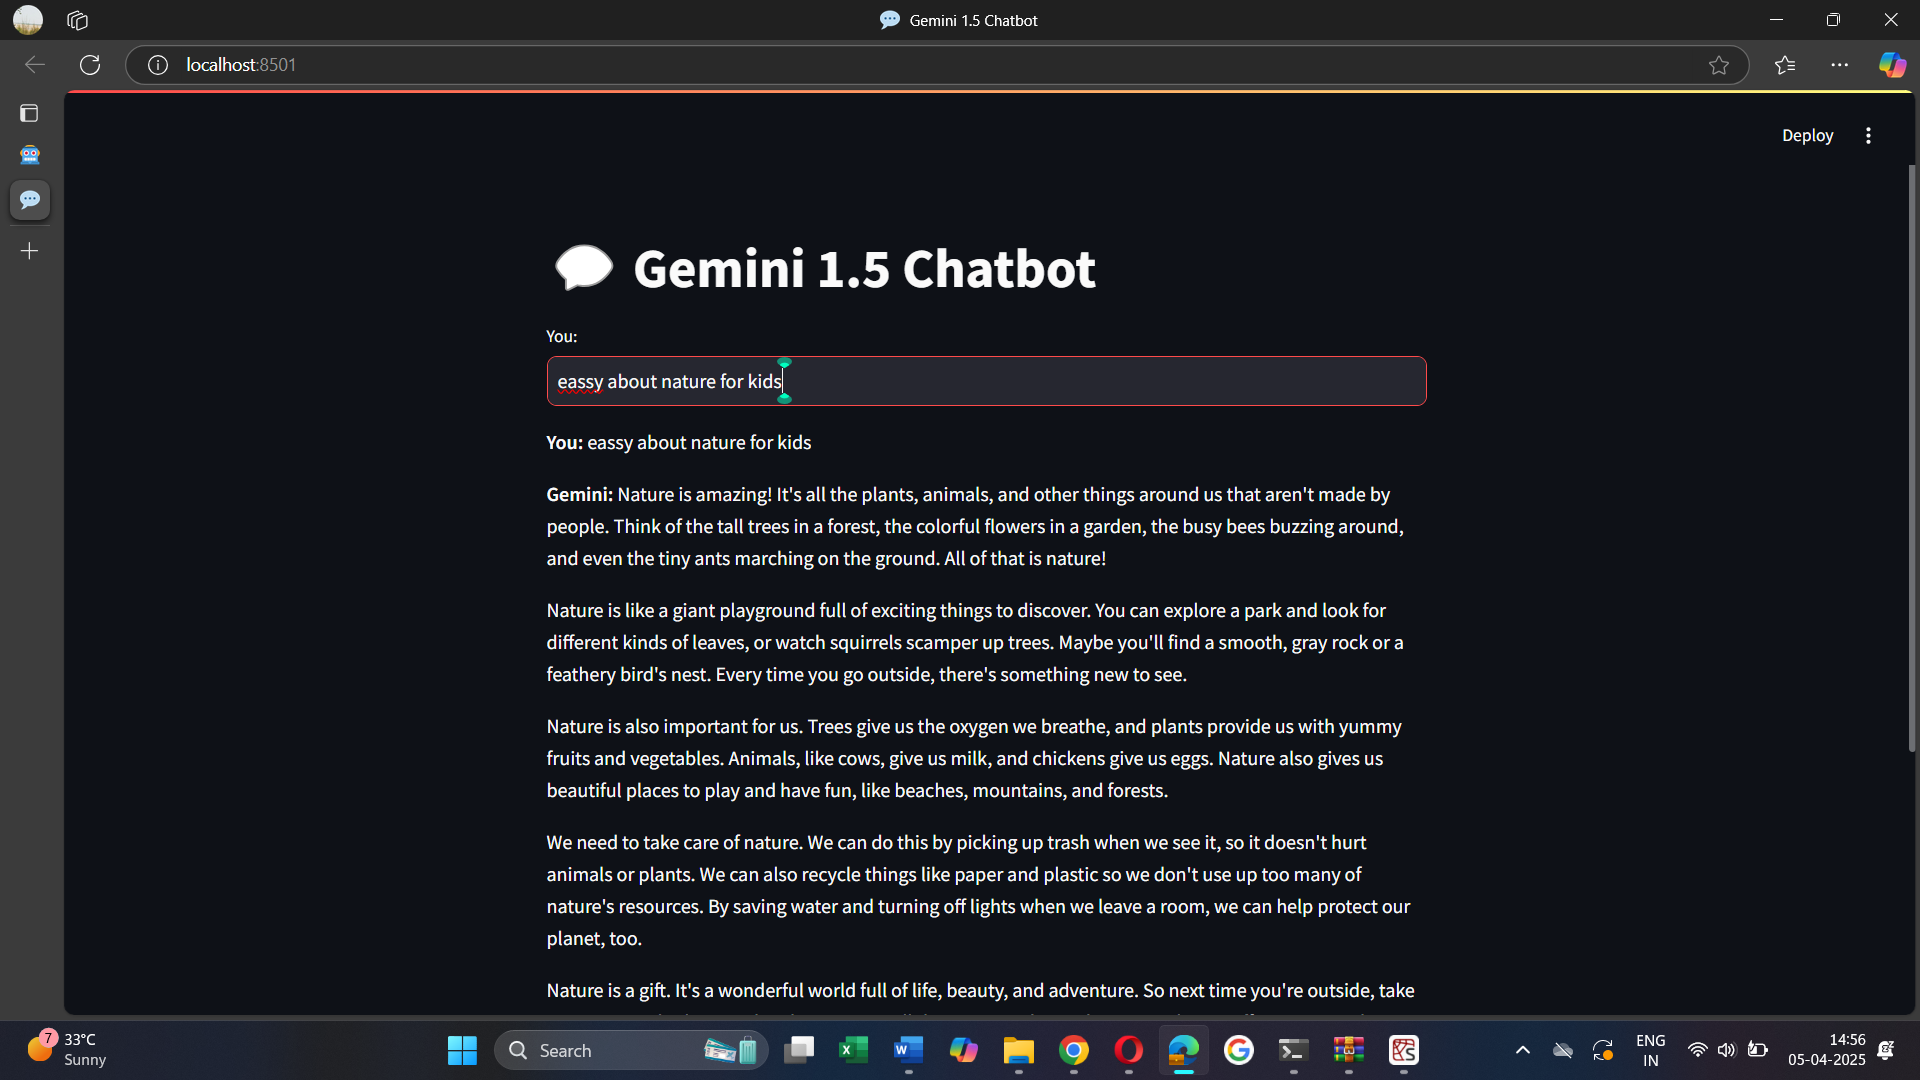 Gemini 1.5 Chatbot
localhost:8501
Deploy
Gemini 1.5 Chatbot
You:
eassy about nature for kids
You: eassy about nature for kids
Gemini: Nature is amazing! It's all the plants, animals, and other things around us that aren't made by
people. Think of the tall trees in a forest, the colorful flowers in a garden, the busy bees buzzing around,
and even the tiny ants marching on the ground. All of that is nature!
Nature is like a giant playground full of exciting things to discover. You can explore a park and look for
different kinds of leaves, or watch squirrels scamper up trees. Maybe you'll find a smooth, gray rock or a
feathery bird's nest. Every time you go outside, there's something new to see.
Nature is also important for us. Trees give us the oxygen we breathe, and plants provide us with yummy
fruits and vegetables. Animals, like cows, give us milk, and chickens give us eggs. Nature also gives us
beautiful places to play and have fun, like beaches, mountains, and forests.
We need to take care of nature. We can do this by picking up trash when we see it, so it doesn't hurt
animals or plants. We can also recycle things like paper and plastic so we don't use up too many of
nature's resources. By saving water and turning off lights when we leave a room, we can help protect our
planet, too.
Nature is a gift. It's a wonderful world full of life, beauty, and adventure. So next time you're outside, take
7
33°C
Sunny
Search
ENG
IN
14:56
05-04-2025